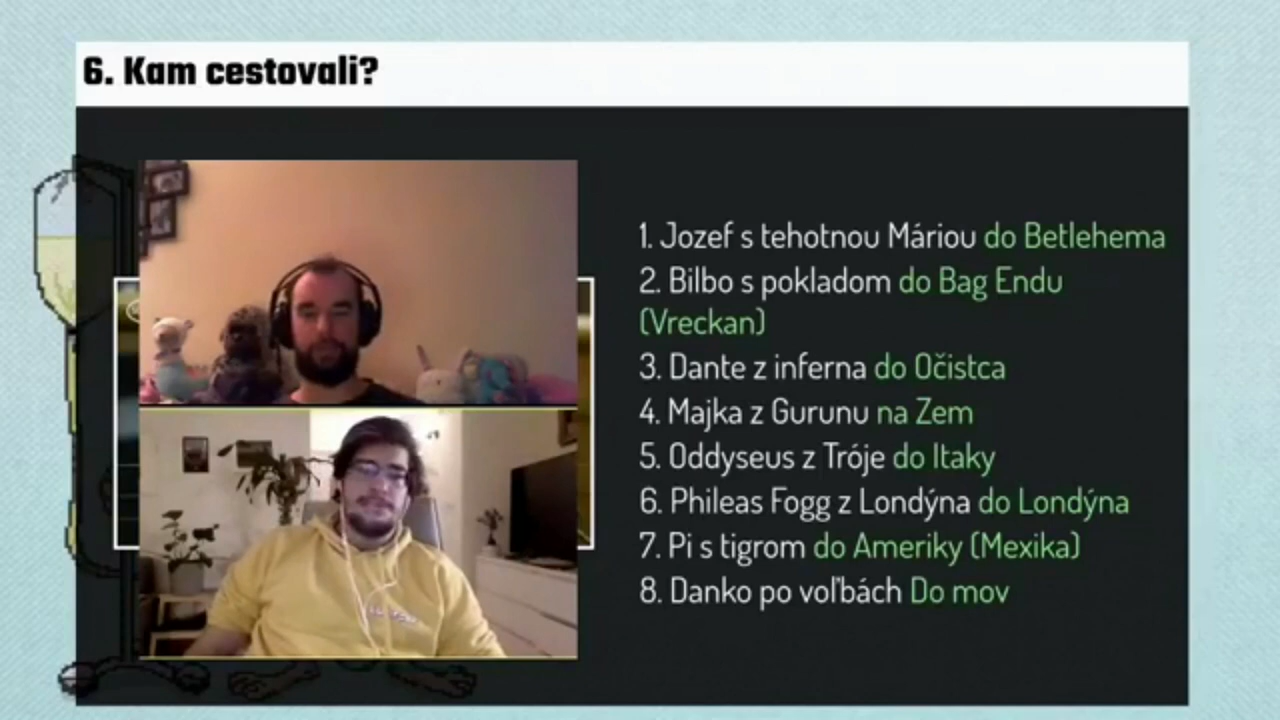 6. Kam cestovali?
1. Jozef s tehotnou Máriou do Betlehema
2. Bilbo s pokladom do Bag Endu
(Vreckan)
3. Dante z inferna do Očistca
4. Majka z Gurunu na Zem
5. Oddyseus z Tróje do Itaky
6. Phileas Fogg z Londýna do Londýna
7. Pi s tigrom do Ameriky (Mexika)
8. Danko po voľbách Do mov